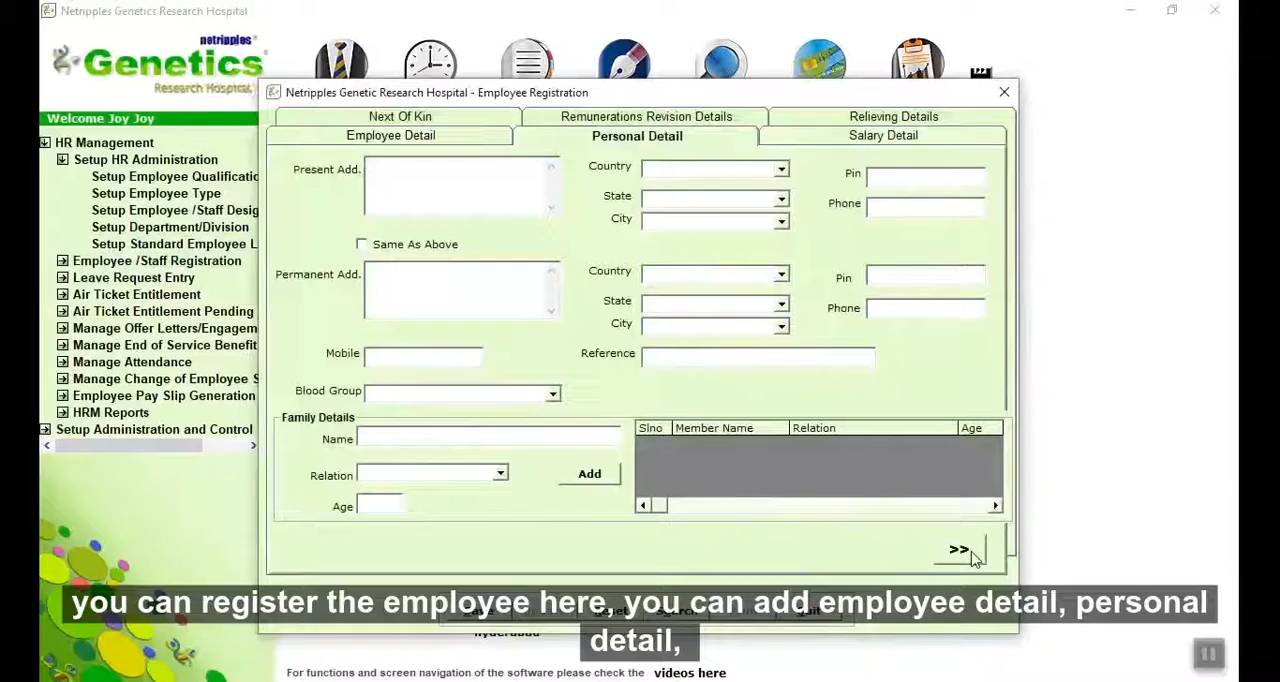 Netripples Genetics Research Hospital
netripples
Genetics
Research Hospital
Welcome Joy Joy
HR Management
Setup HR Administration
Setup Employee Qualificatio
Setup Employee Type
Setup Employee /Staff Desig
Setup Department/Division
Setup Standard Employee L
Employee /Staff Registration
Leave Request Entry
Air Ticket Entitlement
Air Ticket Entitlement Pending
Manage Offer Letters/Engagem
Manage End of Service Benefit
Manage Attendance
Manage Change of Employee S
Employee Pay Slip Generation
HRM Reports
Setup Administration and Control
Netripples Genetic Research Hospital - Employee Registration
Next Of Kin Remunerations Revision Details Relieving Details
Employee Detail Personal Detail Salary Detail
Present Add. Country Pin
State Phone
City
Same As Above
Permanent Add. Country Pin
State Phone
City
Mobile Reference
Blood Group
Family Details
Name
Relation Add
Age
Slno Member Name Relation Age
>>
you can register the employee here, you can add employee detail, personal
detail,
hyderabad
For functions and screen navigation of the software please check the videos here